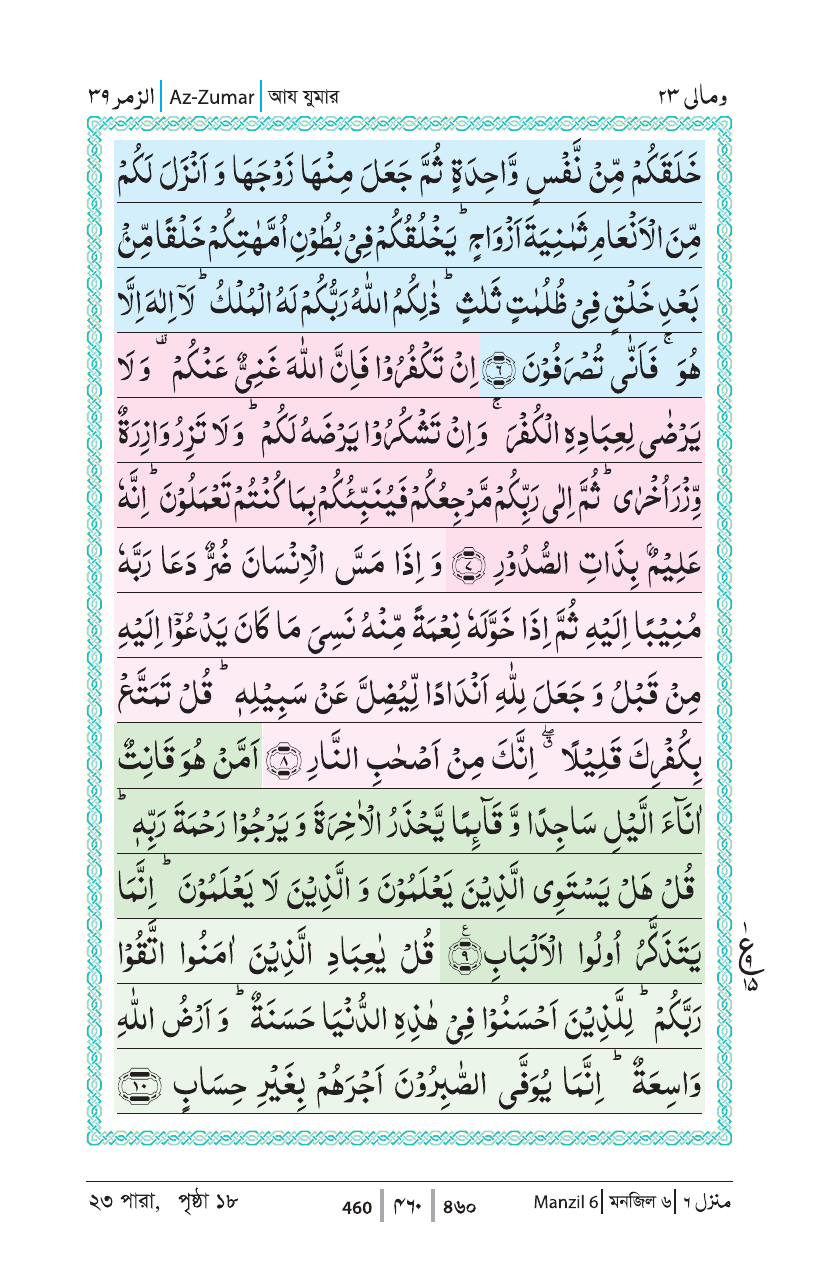 الزمر ٣٩ | Az-Zumar | আয যুমার ومالى ٢٣
خَلَقَكُمْ مِّنْ نَّفْسٍ وَّاحِدَةٍ ثُمَّ جَعَلَ مِنْهَا زَوْجَهَا وَ اَنْزَلَ لَكُمْ
مِّنَ الْاَنْعَامِ ثَمٰنِيَةَ اَزْوَاجٍ ؕ يَخْلُقُكُمْ فِيْ بُطُوْنِ اُمَّهٰتِكُمْ خَلْقًا مِّنْۢ
بَعْدِ خَلْقٍ فِيْ ظُلُمٰتٍ ثَلٰثٍ ؕ ذٰلِكُمُ اللّٰهُ رَبُّكُمْ لَهُ الْمُلْكُ ؕ لَاۤ اِلٰهَ اِلَّا
هُوَ ۚ فَاَنّٰى تُصْرَفُوْنَ ﴿٦﴾ اِنْ تَكْفُرُوْا فَاِنَّ اللّٰهَ غَنِيٌّ عَنْكُمْ ۫ وَ لَا
يَرْضٰى لِعِبَادِهِ الْكُفْرَ ۚ وَ اِنْ تَشْكُرُوْا يَرْضَهُ لَكُمْ ؕ وَ لَا تَزِرُ وَازِرَةٌ
وِّزْرَ اُخْرٰى ؕ ثُمَّ اِلٰى رَبِّكُمْ مَّرْجِعُكُمْ فَيُنَبِّئُكُمْ بِمَا كُنْتُمْ تَعْمَلُوْنَ ؕ اِنَّهٗ
عَلِيْمٌۢ بِذَاتِ الصُّدُوْرِ ﴿٧﴾ وَ اِذَا مَسَّ الْاِنْسَانَ ضُرٌّ دَعَا رَبَّهٗ
مُنِيْبًا اِلَيْهِ ثُمَّ اِذَا خَوَّلَهٗ نِعْمَةً مِّنْهُ نَسِيَ مَا كَانَ يَدْعُوْۤا اِلَيْهِ
مِنْ قَبْلُ وَ جَعَلَ لِلّٰهِ اَنْدَادًا لِّيُضِلَّ عَنْ سَبِيْلِهٖ ؕ قُلْ تَمَتَّعْ
بِكُفْرِكَ قَلِيْلًا ۖۗ اِنَّكَ مِنْ اَصْحٰبِ النَّارِ ﴿٨﴾ اَمَّنْ هُوَ قَانِتٌ
اٰنَآءَ الَّيْلِ سَاجِدًا وَّ قَآئِمًا يَّحْذَرُ الْاٰخِرَةَ وَ يَرْجُوْا رَحْمَةَ رَبِّهٖ ؕ
قُلْ هَلْ يَسْتَوِى الَّذِيْنَ يَعْلَمُوْنَ وَ الَّذِيْنَ لَا يَعْلَمُوْنَ ؕ اِنَّمَا
يَتَذَكَّرُ اُولُوا الْاَلْبَابِ ﴿٩﴾ ع قُلْ يٰعِبَادِ الَّذِيْنَ اٰمَنُوا اتَّقُوْا
١ ع ٩ ١٥
رَبَّكُمْ ؕ لِلَّذِيْنَ اَحْسَنُوْا فِيْ هٰذِهِ الدُّنْيَا حَسَنَةٌ ؕ وَ اَرْضُ اللّٰهِ
وَاسِعَةٌ ؕ اِنَّمَا يُوَفَّى الصّٰبِرُوْنَ اَجْرَهُمْ بِغَيْرِ حِسَابٍ ﴿١٠﴾
২৩ পারা, পৃষ্ঠা ১৮ 460 | ۴۶۰ | ৪৬০ Manzil 6 | মনজিল ৬ | منزل ٦